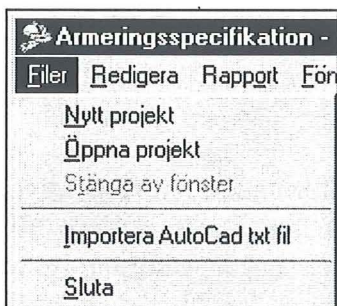 Armeringsspecifikation -
Filer Redigera Rapport Fön
Nytt projekt
Öppna projekt
Stänga av fönster
Importera AutoCad txt fil
Sluta